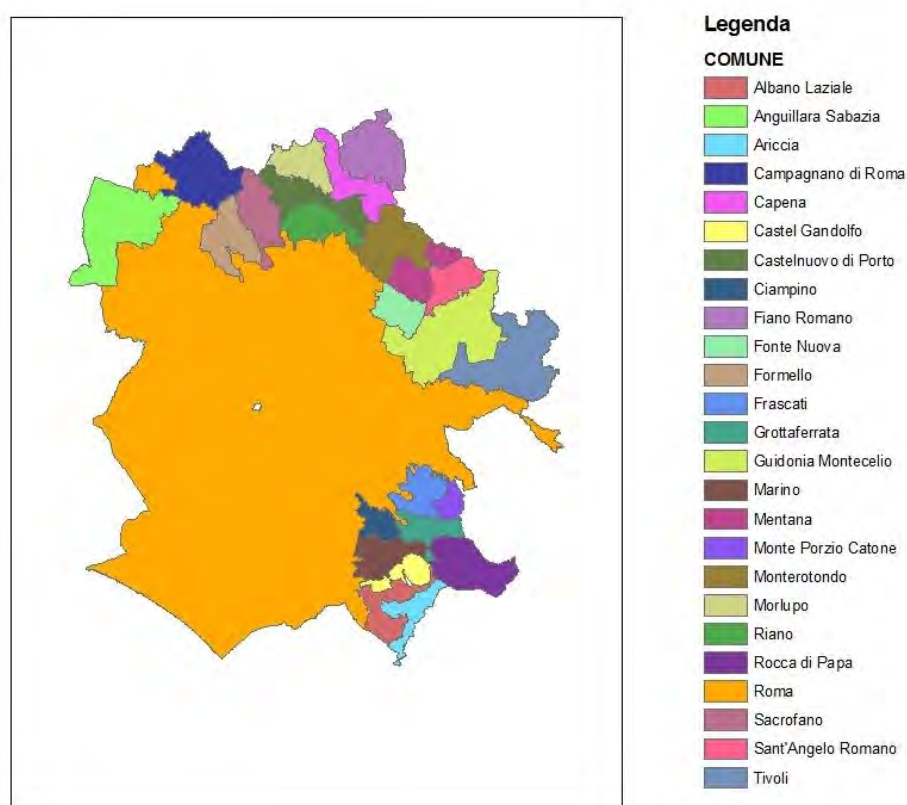 Legenda
COMUNE
Albano Laziale
Anguillara Sabazia
Ariccia
Campagnano di Roma
Capena
Castel Gandolfo
Castelnuovo di Porto
Ciampino
Fiano Romano
Fonte Nuova
Formello
Frascati
Grottaferrata
Guidonia Montecelio
Marino
Mentana
Monte Porzio Catone
Monterotondo
Morlupo
Riano
Rocca di Papa
Roma
Sacrofano
Sant'Angelo Romano
Tivoli